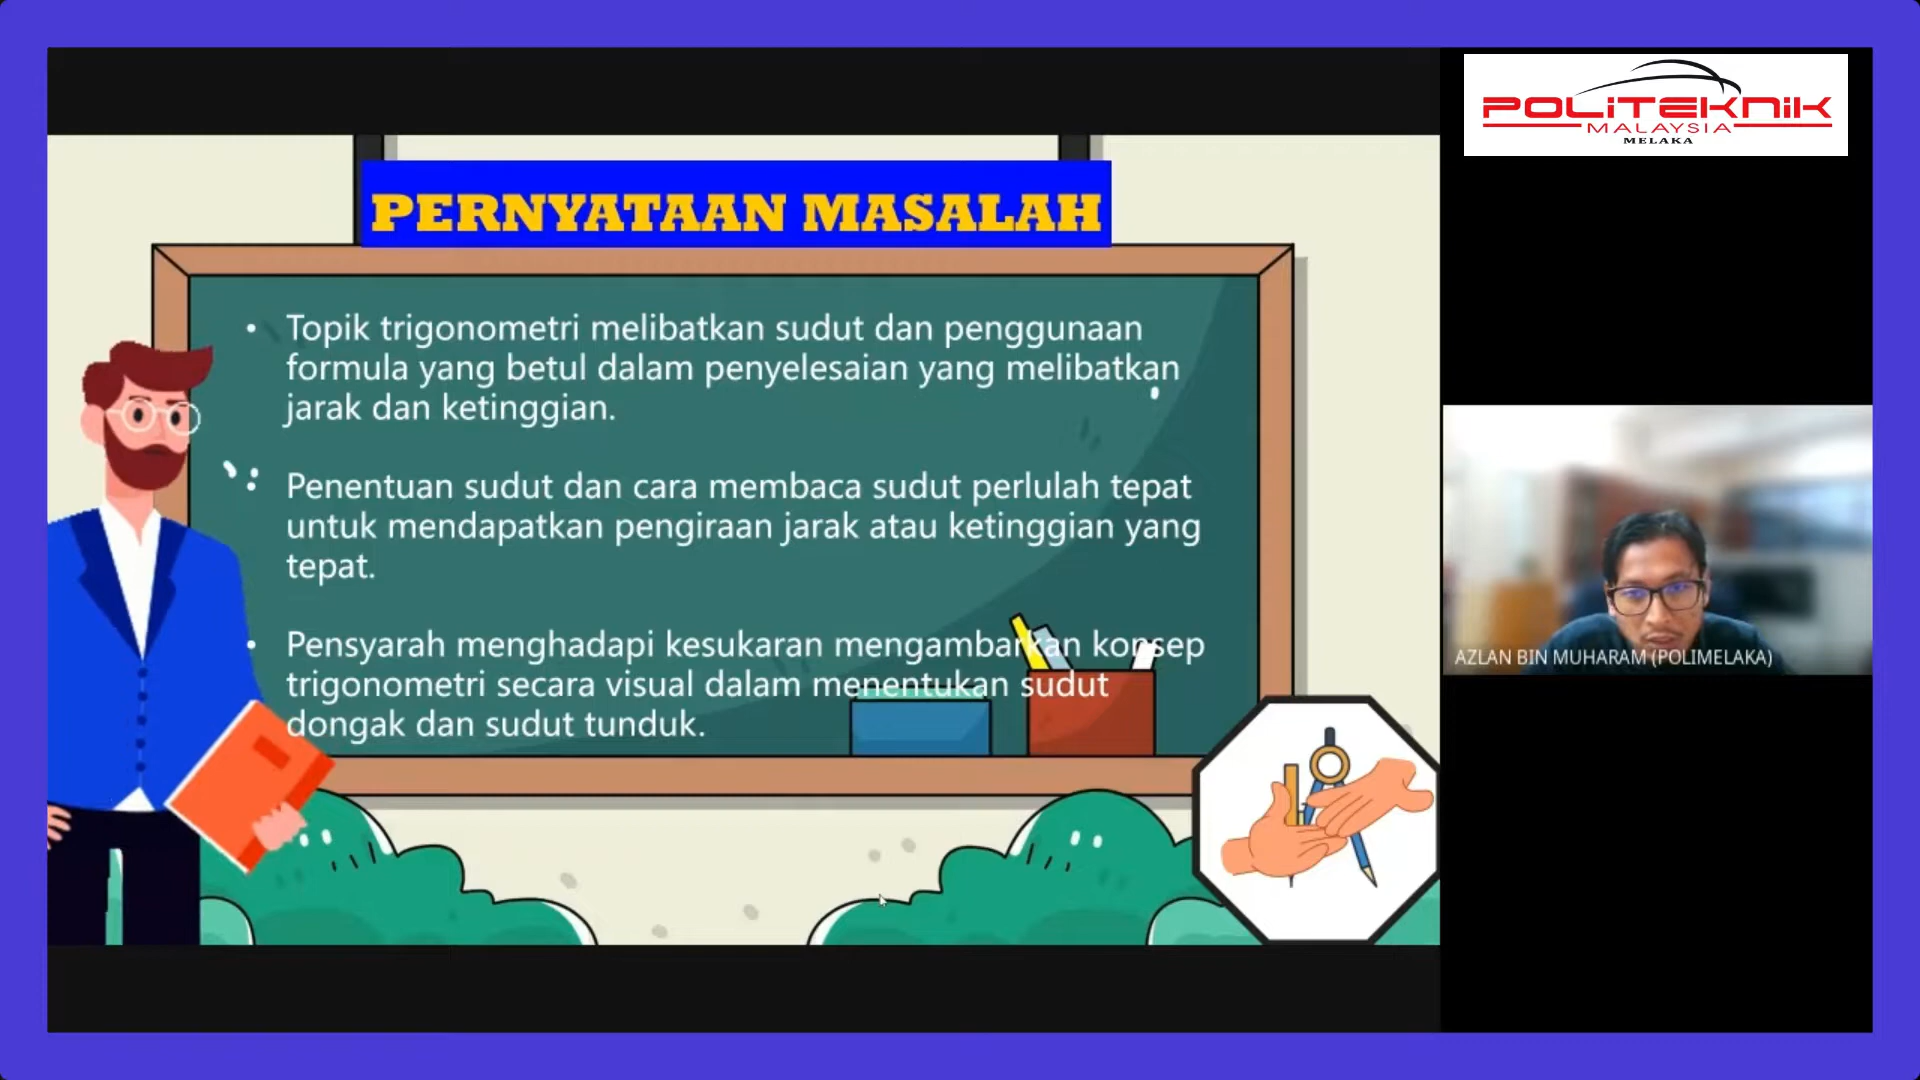 POLITEKNIK
MALAYSIA
MELAKA
PERNYATAAN MASALAH
• Topik trigonometri melibatkan sudut dan penggunaan
formula yang betul dalam penyelesaian yang melibatkan
jarak dan ketinggian.
• Penentuan sudut dan cara membaca sudut perlulah tepat
untuk mendapatkan pengiraan jarak atau ketinggian yang
tepat.
• Pensyarah menghadapi kesukaran mengambarkan konsep
trigonometri secara visual dalam menentukan sudut
dongak dan sudut tunduk.
AZLAN BIN MUHARAM (POLIMELAKA)